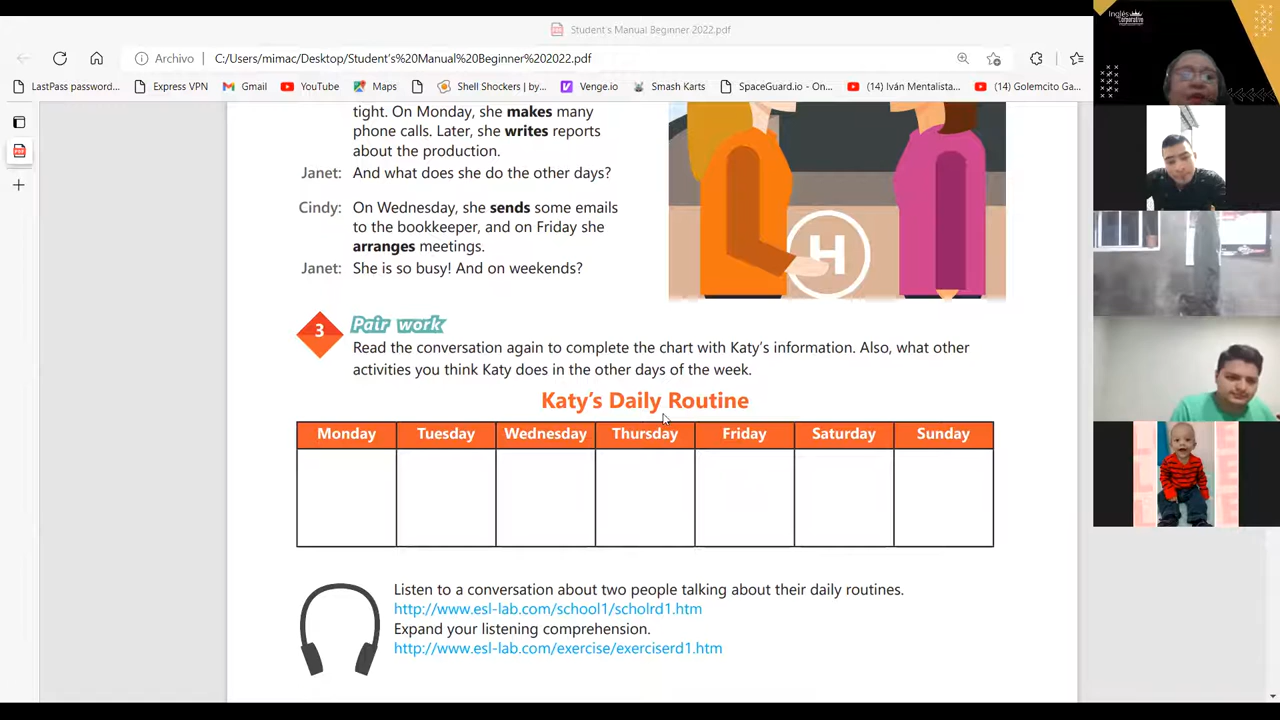 Student's Manual Beginner 2022.pdf
Archivo
C:/Users/mimac/Desktop/Student's%20Manual%20Beginner%202022.pdf
LastPass password...
Express VPN
Gmail
YouTube
Maps
Shell Shockers | by...
Venge.io
Smash Karts
SpaceGuard.io - On...
(14) Iván Mentalista...
(14) Golemcito Ga...
Inglés
Corporativo
tight. On Monday, she makes many
phone calls. Later, she writes reports
about the production.
Janet: And what does she do the other days?
Cindy: On Wednesday, she sends some emails
to the bookkeeper, and on Friday she
arranges meetings.
Janet: She is so busy! And on weekends?
H
3
Pair work
Read the conversation again to complete the chart with Katy's information. Also, what other
activities you think Katy does in the other days of the week.
Katy's Daily Routine
Monday Tuesday Wednesday Thursday Friday Saturday Sunday
Listen to a conversation about two people talking about their daily routines.
http://www.esl-lab.com/school1/scholrd1.htm
Expand your listening comprehension.
http://www.esl-lab.com/exercise/exerciserd1.htm